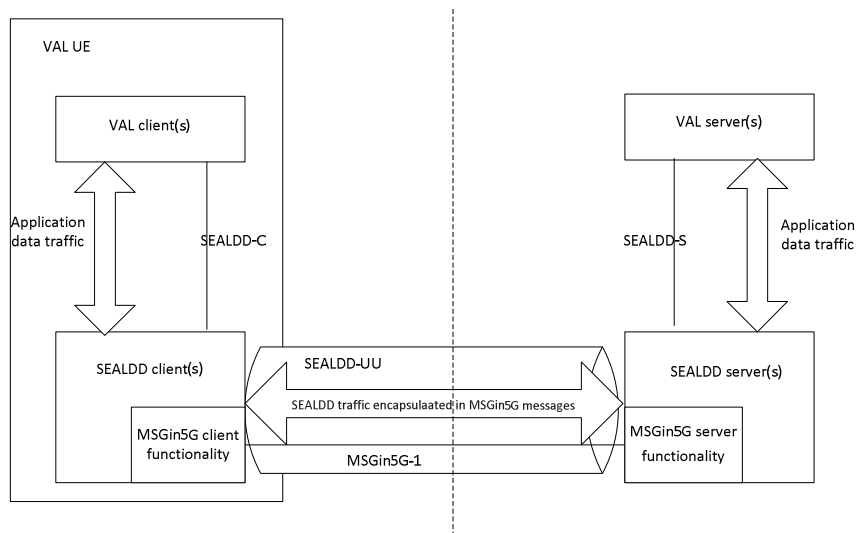 VAL UE
VAL client(s)
VAL server(s)
Application
data traffic
SEALDD-C
SEALDD-S
Application
data traffic
SEALDD client(s)
SEALDD-UU
SEALDD server(s)
SEALDD traffic encapsulaated in MSGin5G messages
MSGin5G client
functionality
MSGin5G server
functionality
MSGin5G-1